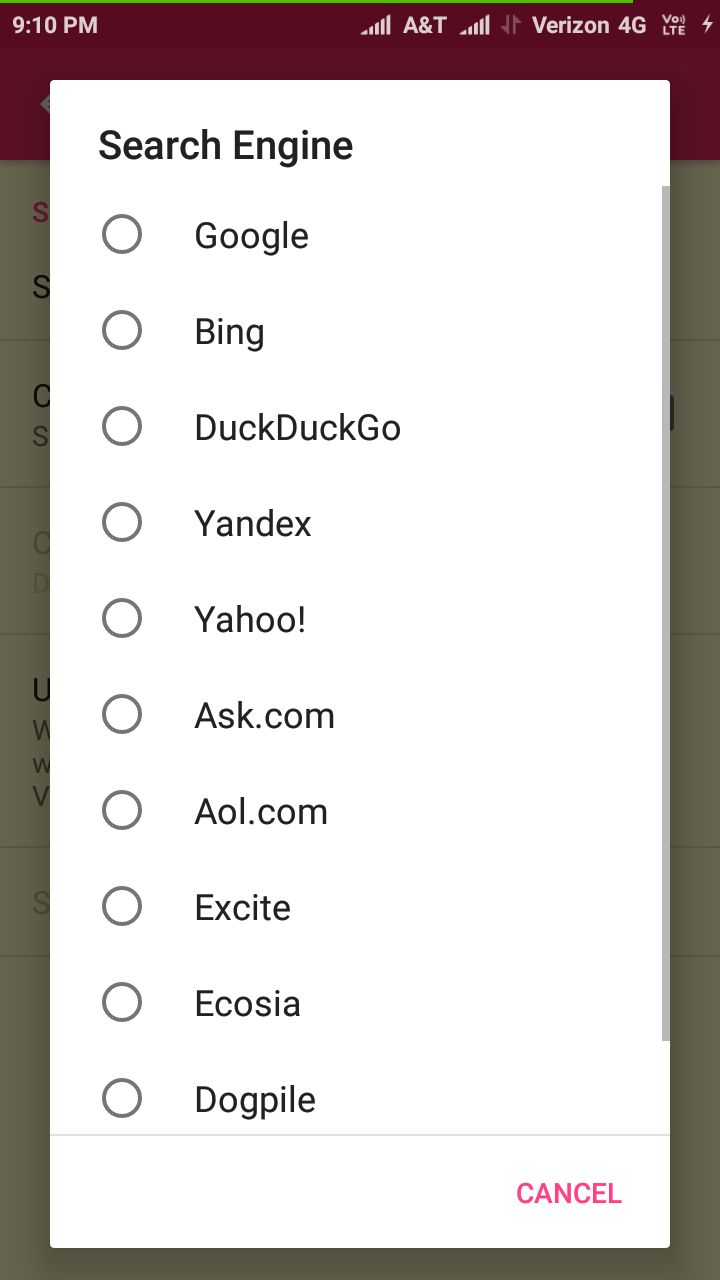 9:10 PM A&T Verizon 4G Vo)) LTE
Search Engine
Google
Bing
DuckDuckGo
Yandex
Yahoo!
Ask.com
Aol.com
Excite
Ecosia
Dogpile
CANCEL